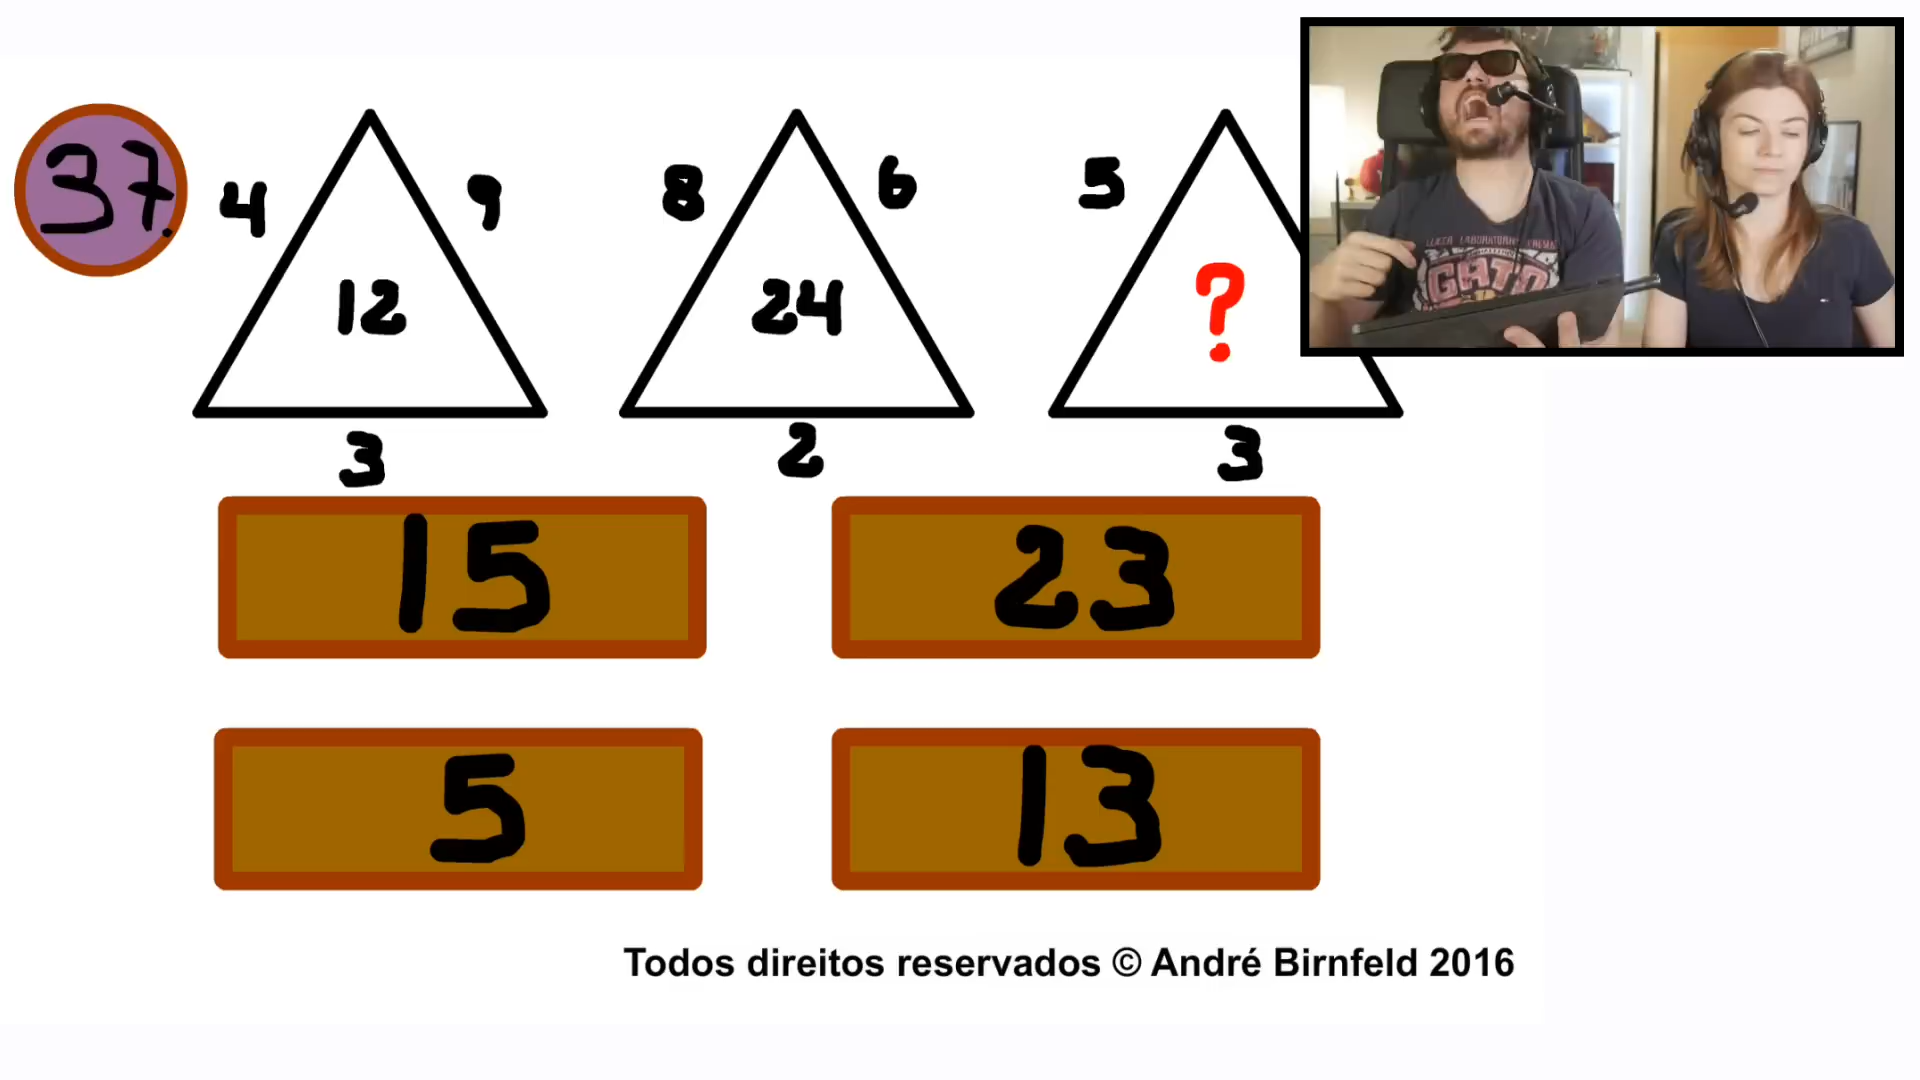 37.
4 9 8 6 5
12 24 ?
3 2 3
15 23
5 13
GATO
Todos direitos reservados © André Birnfeld 2016